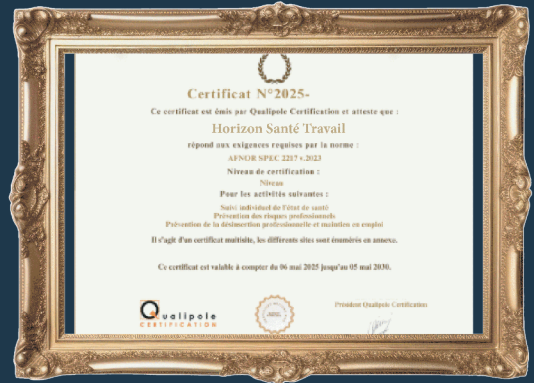 Certificat N°2025-
Ce certificat est émis par Qualipole Certification et atteste que :
Horizon Santé Travail
répond aux exigences requises par la norme :
AFNOR SPEC 2217 v.2023
Niveau de certification :
Niveau
Pour les activités suivantes :
Suivi individuel de l'état de santé
Prévention des risques professionnels
Prévention de la désinsertion professionnelle et maintien en emploi
Il s'agit d'un certificat multisite, les différents sites sont énumérés en annexe.
Ce certificat est valable à compter du 06 mai 2025 jusqu'au 05 mai 2030.
Président Qualipole Certification
Qualipole
CERTIFICATION